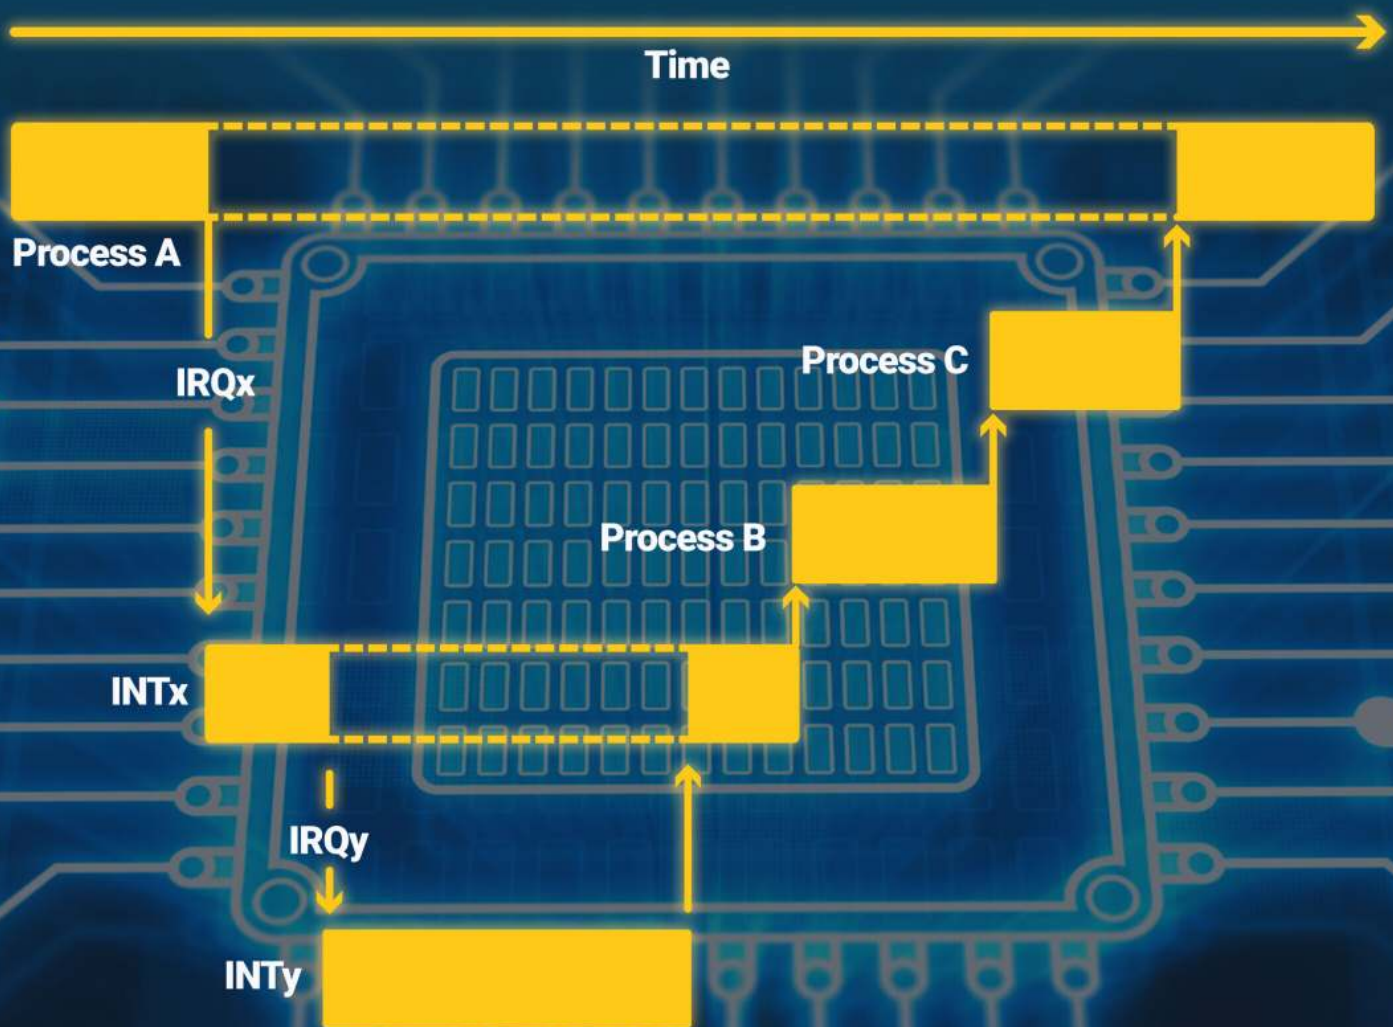 Time
Process A
IRQx
Process C
Process B
INTx
IRQy
INTy